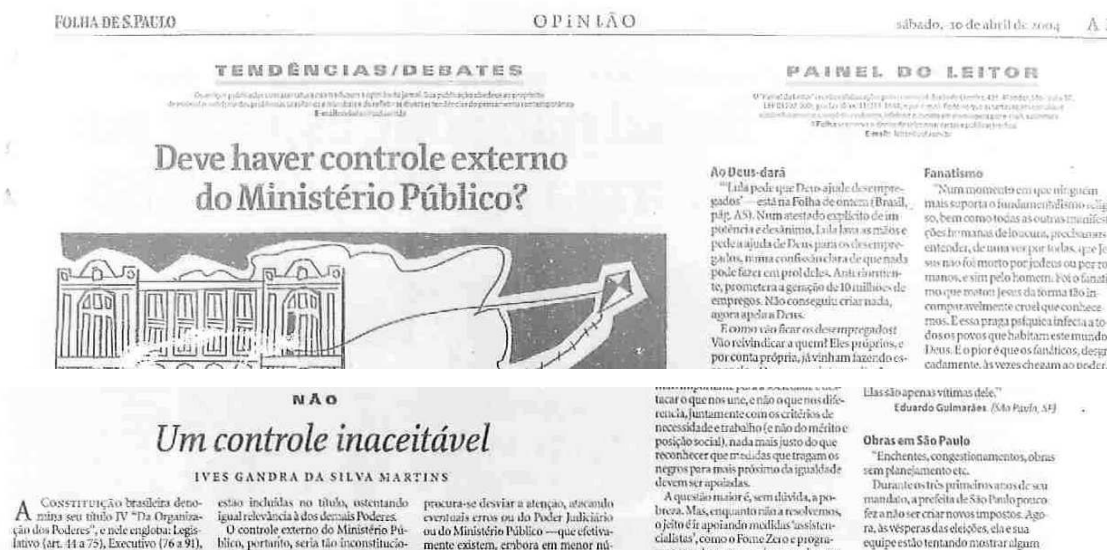 FOLHA DE S.PAULO
OPINIÃO
sábado, 10 de abril de 2004
A
TENDÊNCIAS/DEBATES
Deve haver controle externo
do Ministério Público?
NÃO
Um controle inaceitável
IVES GANDRA DA SILVA MARTINS
A CONSTITUIÇÃO brasileira deno-
mina seu título IV "Da Organiza-
ção dos Poderes", e nele engloba: Legis-
lativo (art. 44 a 75), Executivo (76 a 91),
estão incluídas no título, ostentando
igual relevância à dos demais Poderes.
O controle externo do Ministério Pú-
blico, portanto, seria tão inconstitucio-
procura-se desviar a atenção, atacando
eventuais erros ou do Poder Judiciário
ou do Ministério Público —que efetiva-
mente existem, embora em menor nú-
PAINEL DO LEITOR
Ao Deus-dará
"'Lula pede que Deus ajude desempre-
gados' —está na Folha de ontem (Brasil,
pág. A5). Num atestado explícito de im-
potência e desânimo, Lula lava as mãos e
pede a ajuda de Deus para os desempre-
gados, numa confissão clara de que nada
pode fazer em prol deles. Anteriormen-
te, prometera a geração de 10 milhões de
empregos. Não conseguiu criar nada,
agora apela a Deus.
E como vão ficar os desempregados?
Vão reivindicar a quem? Eles próprios, e
por conta própria, já vinham fazendo es-
tacar o que nos une, e não o que nos dife-
rencia, juntamente com os critérios de
necessidade e trabalho (e não do mérito e
posição social), nada mais justo do que
reconhecer que medidas que tragam os
negros para mais próximo da igualdade
devem ser apoiadas.
A questão maior é, sem dúvida, a po-
breza. Mas, enquanto não a resolvemos,
o jeito é ir apoiando medidas 'assisten-
cialistas', como o Fome Zero e progra-
Fanatismo
"Num momento em que ninguém
mais suporta o fundamentalismo relig
so, bem como todas as outras manifest
ções humanas de loucura, precisamos
entender, de uma vez por todas, que Je
sus não foi morto por judeus ou por ro
manos, e sim pelo homem. Foi o fanati
mo que matou Jesus da forma tão in-
comparavelmente cruel que conhece
mos. E essa praga psíquica infecta a to
dos os povos que habitam este mundo
Deus. E o pior é que os fanáticos, desgr
çadamente, às vezes chegam ao poder.
Elas são apenas vítimas dele."
Eduardo Guimarães (São Paulo, SP)
Obras em São Paulo
"Enchentes, congestionamentos, obras
sem planejamento etc.
Durante os três primeiros anos de seu
mandato, a prefeita de São Paulo pouco
fez a não ser criar novos impostos. Ago-
ra, às vésperas das eleições, ela e sua
equipe estão tentando mostrar algum